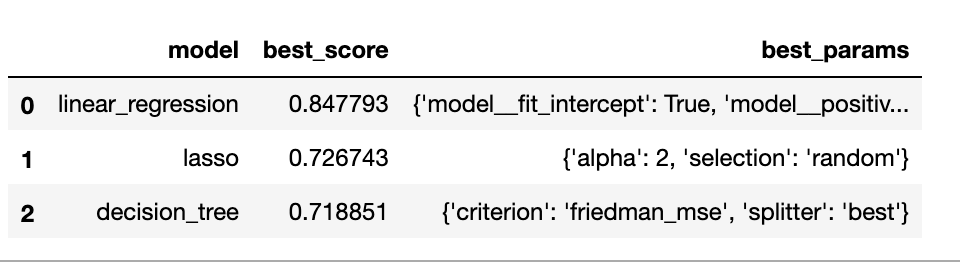 model best_score best_params
0 linear_regression 0.847793 {'model__fit_intercept': True, 'model__positiv...
1 lasso 0.726743 {'alpha': 2, 'selection': 'random'}
2 decision_tree 0.718851 {'criterion': 'friedman_mse', 'splitter': 'best'}